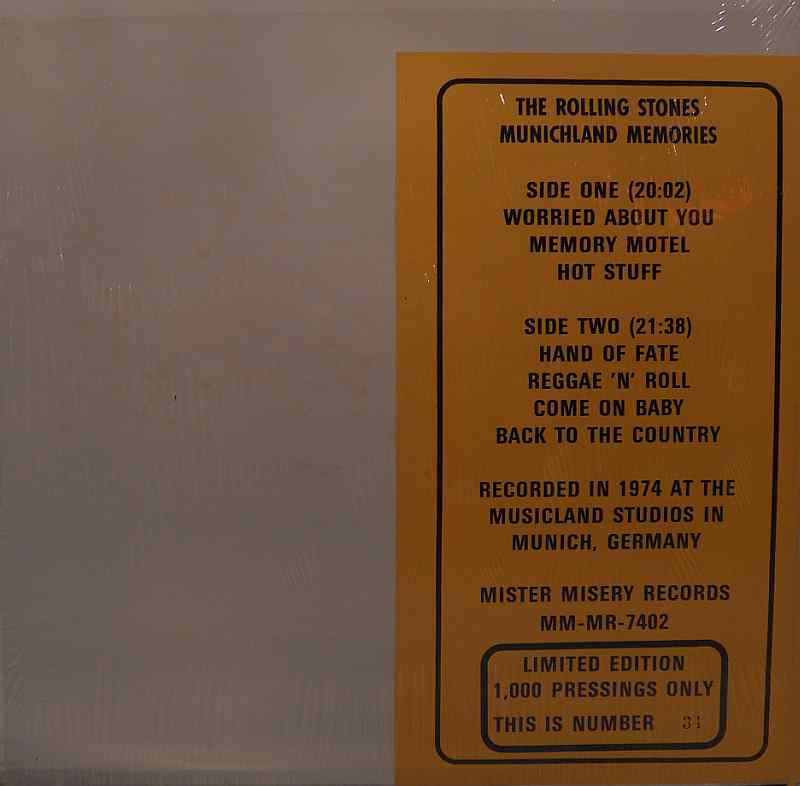 THE ROLLING STONES
MUNICHLAND MEMORIES
SIDE ONE (20:02)
WORRIED ABOUT YOU
MEMORY MOTEL
HOT STUFF
SIDE TWO (21:38)
HAND OF FATE
REGGAE 'N' ROLL
COME ON BABY
BACK TO THE COUNTRY
RECORDED IN 1974 AT THE
MUSICLAND STUDIOS IN
MUNICH, GERMANY
MISTER MISERY RECORDS
MM-MR-7402
LIMITED EDITION
1,000 PRESSINGS ONLY
THIS IS NUMBER 34